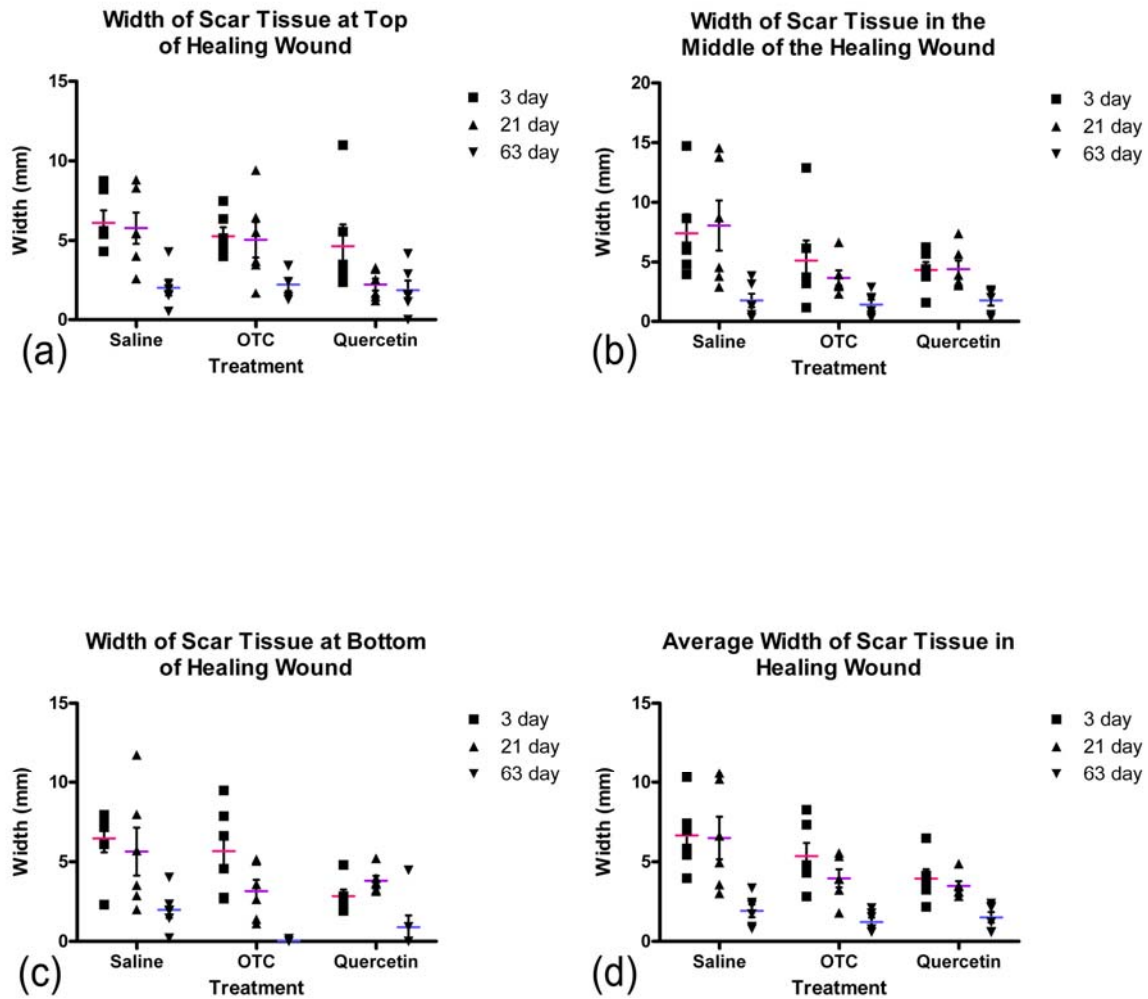 Width of Scar Tissue at Top
of Healing Wound
15
10
5
0
Width (mm)
3 day
21 day
63 day
Saline
OTC
Quercetin
Treatment
(a)
Width of Scar Tissue in the
Middle of the Healing Wound
20
15
10
5
0
Width (mm)
3 day
21 day
63 day
Saline
OTC
Quercetin
Treatment
(b)
Width of Scar Tissue at Bottom
of Healing Wound
15
10
5
0
Width (mm)
3 day
21 day
63 day
Saline
OTC
Quercetin
Treatment
(c)
Average Width of Scar Tissue in
Healing Wound
15
10
5
0
Width (mm)
3 day
21 day
63 day
Saline
OTC
Quercetin
Treatment
(d)